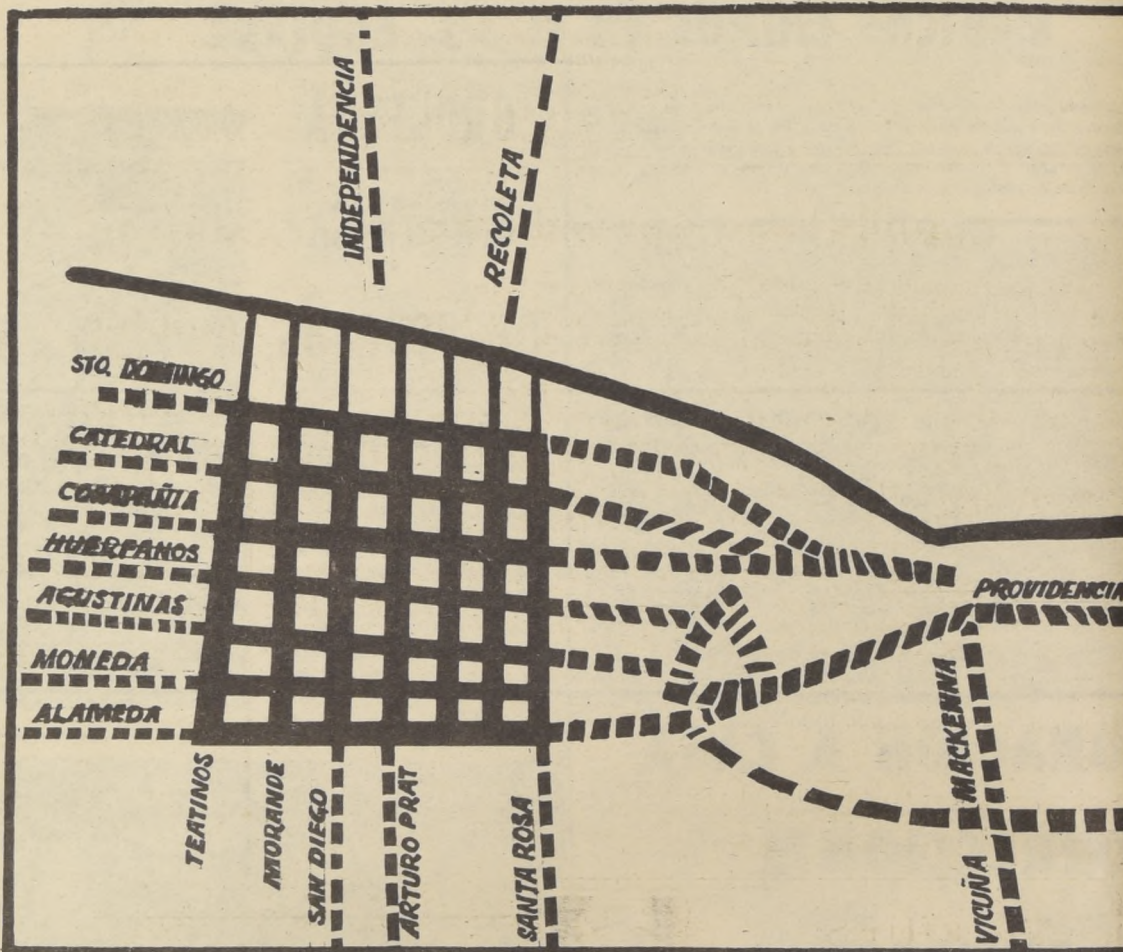 INDEPENDENCIA
RECOLETA
STO. DOMINGO
CATEDRAL
COMPAÑIA
HUERFANOS
AGUSTINAS
MONEDA
ALAMEDA
PROVIDENCIA
TEATINOS
MORANDE
SAN DIEGO
ARTURO PRAT
SANTA ROSA
VICUÑA MACKENNA